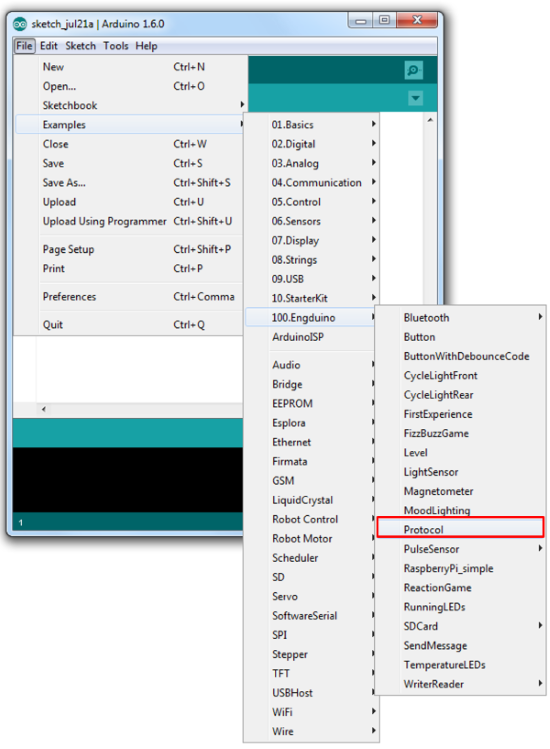 sketch_jul21a | Arduino 1.6.0
File Edit Sketch Tools Help
New Ctrl+N
Open... Ctrl+O
Sketchbook
Examples
Close Ctrl+W
Save Ctrl+S
Save As... Ctrl+Shift+S
Upload Ctrl+U
Upload Using Programmer Ctrl+Shift+U
Page Setup Ctrl+Shift+P
Print Ctrl+P
Preferences Ctrl+Comma
Quit Ctrl+Q
1
01.Basics
02.Digital
03.Analog
04.Communication
05.Control
06.Sensors
07.Display
08.Strings
09.USB
10.StarterKit
100.Engduino
ArduinoISP
Audio
Bridge
EEPROM
Esplora
Ethernet
Firmata
GSM
LiquidCrystal
Robot Control
Robot Motor
Scheduler
SD
Servo
SoftwareSerial
SPI
Stepper
TFT
USBHost
WiFi
Wire
Bluetooth
Button
ButtonWithDebounceCode
CycleLightFront
CycleLightRear
FirstExperience
FizzBuzzGame
Level
LightSensor
Magnetometer
MoodLighting
Protocol
PulseSensor
RaspberryPi_simple
ReactionGame
RunningLEDs
SDCard
SendMessage
TemperatureLEDs
WriterReader